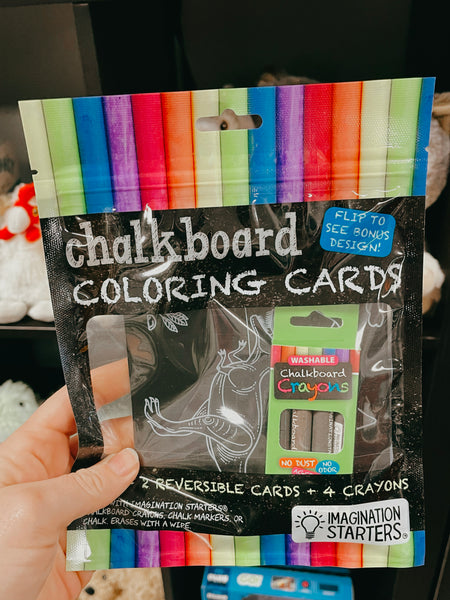 chalkboard
COLORING CARDS
FLIP TO
SEE BONUS
DESIGN!
WASHABLE
Chalkboard
Crayons
NO DUST
NO
ODOR
2 REVERSIBLE CARDS + 4 CRAYONS
WITH IMAGINATION STARTERS
CHALKBOARD CRAYONS, CHALK MARKERS, OR
CHALK. ERASES WITH A WIPE
IMAGINATION
STARTERS